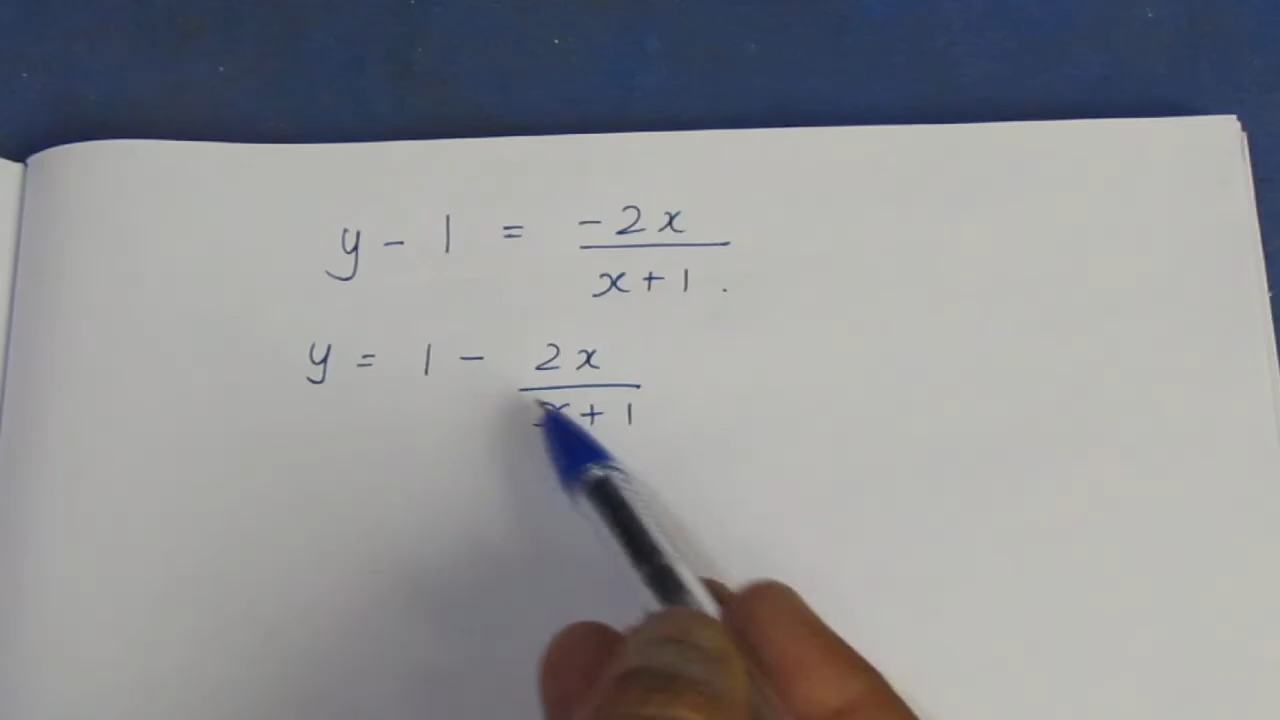 y - 1 = -2x / x+1 .
y = 1 - 2x / x+1